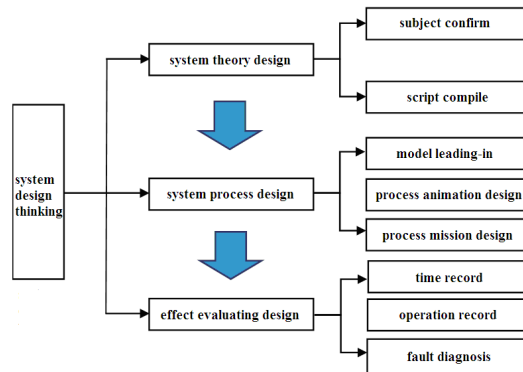 subject confirm
system theory design
script compile
model leading-in
system
design
thinking
system process design
process animation design
process mission design
time record
effect evaluating design
operation record
fault diagnosis